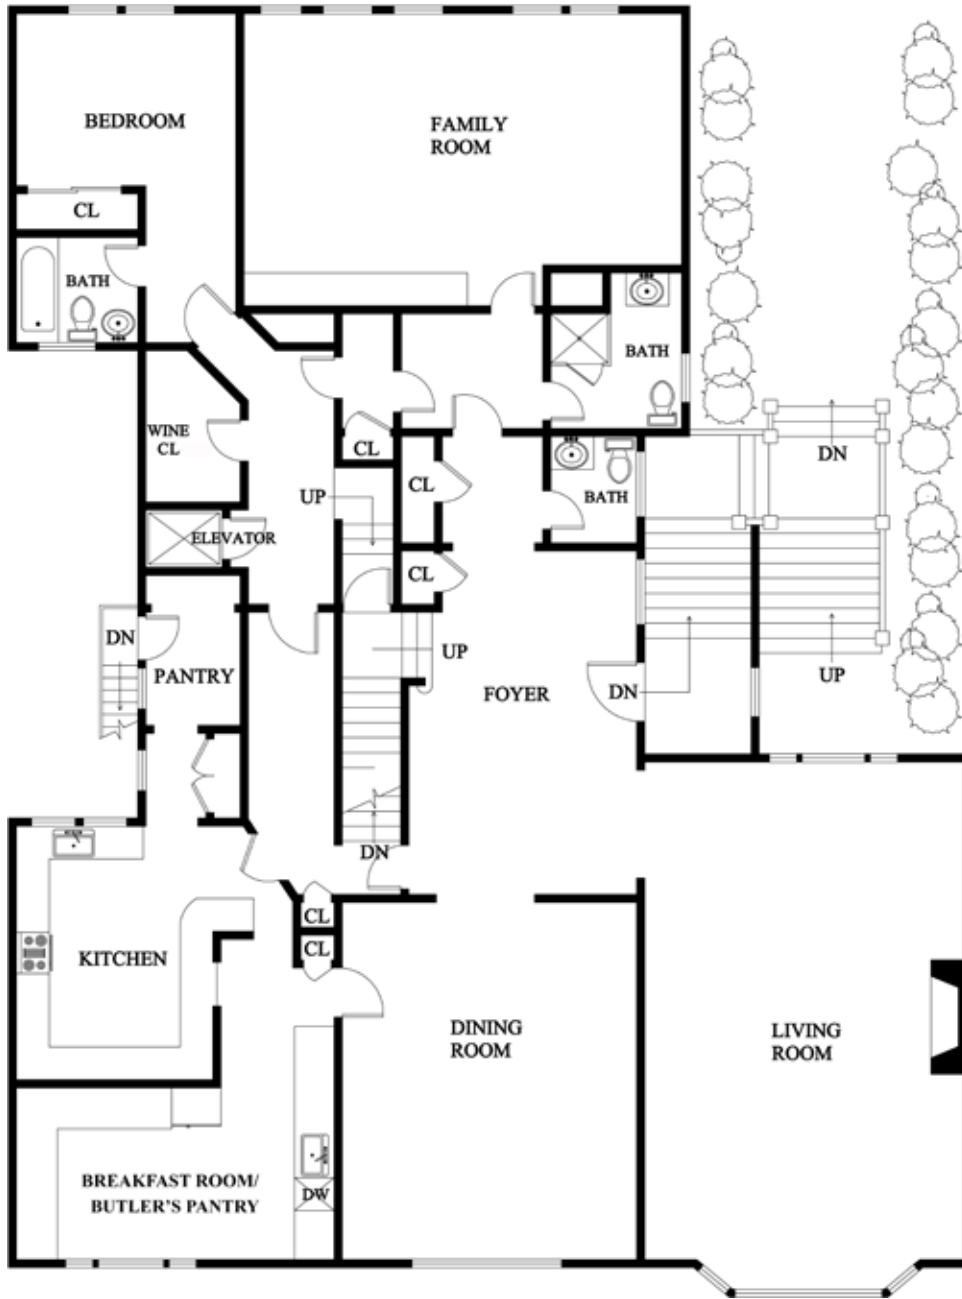 BEDROOM
FAMILY
ROOM
CL
BATH
BATH
WINE
CL
CL
DN
CL
UP
BATH
ELEVATOR
CL
DN
UP
PANTRY
FOYER
DN
UP
DN
CL
CL
KITCHEN
DINING
ROOM
LIVING
ROOM
BREAKFAST ROOM/
BUTLER'S PANTRY
DW